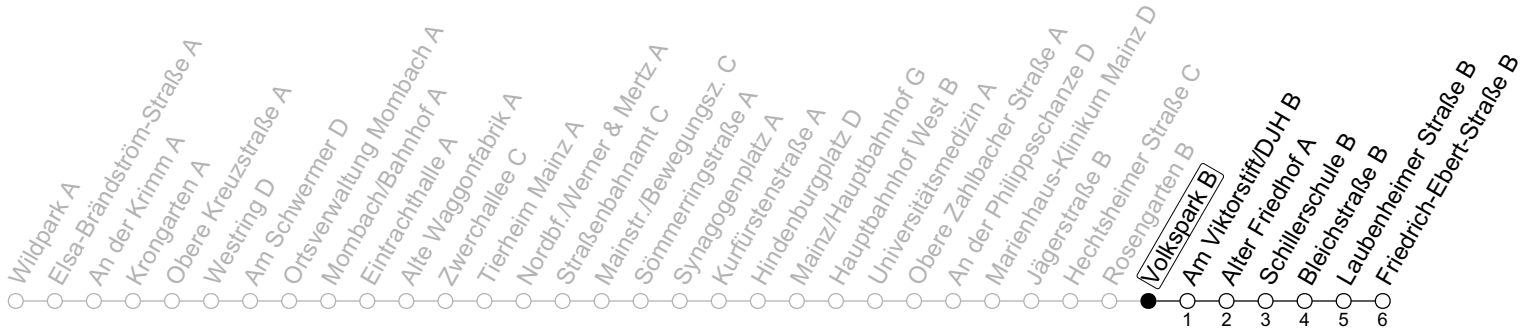 Wildpark A
Elsa-Brändström-Straße A
An der Krimm A
Krongarten A
Obere Kreuzstraße A
Westring D
Am Schwermer D
Ortsverwaltung Mombach A
Mombach/Bahnhof A
Eintrachthalle A
Alte Waggonfabrik A
Zwerchallee C
Tierheim Mainz A
Nordbf./Werner & Mertz A
Straßenbahnamt C
Mainstr./Bewegungsz. C
Sömmerringstraße A
Synagogenplatz A
Kurfürstenstraße A
Hindenburgplatz D
Mainz/Hauptbahnhof G
Hauptbahnhof West B
Universitätsmedizin A
Obere Zahlbacher Straße A
An der Philippsschanze D
Marienhaus-Klinikum Mainz D
Jägerstraße B
Hechtsheimer Straße C
Rosengarten B
Volkspark B
Am Viktorstift/DJH B
Alter Friedhof A
Schillerschule B
Bleichstraße B
Laubenheimer Straße B
Friedrich-Ebert-Straße B
1 2 3 4 5 6